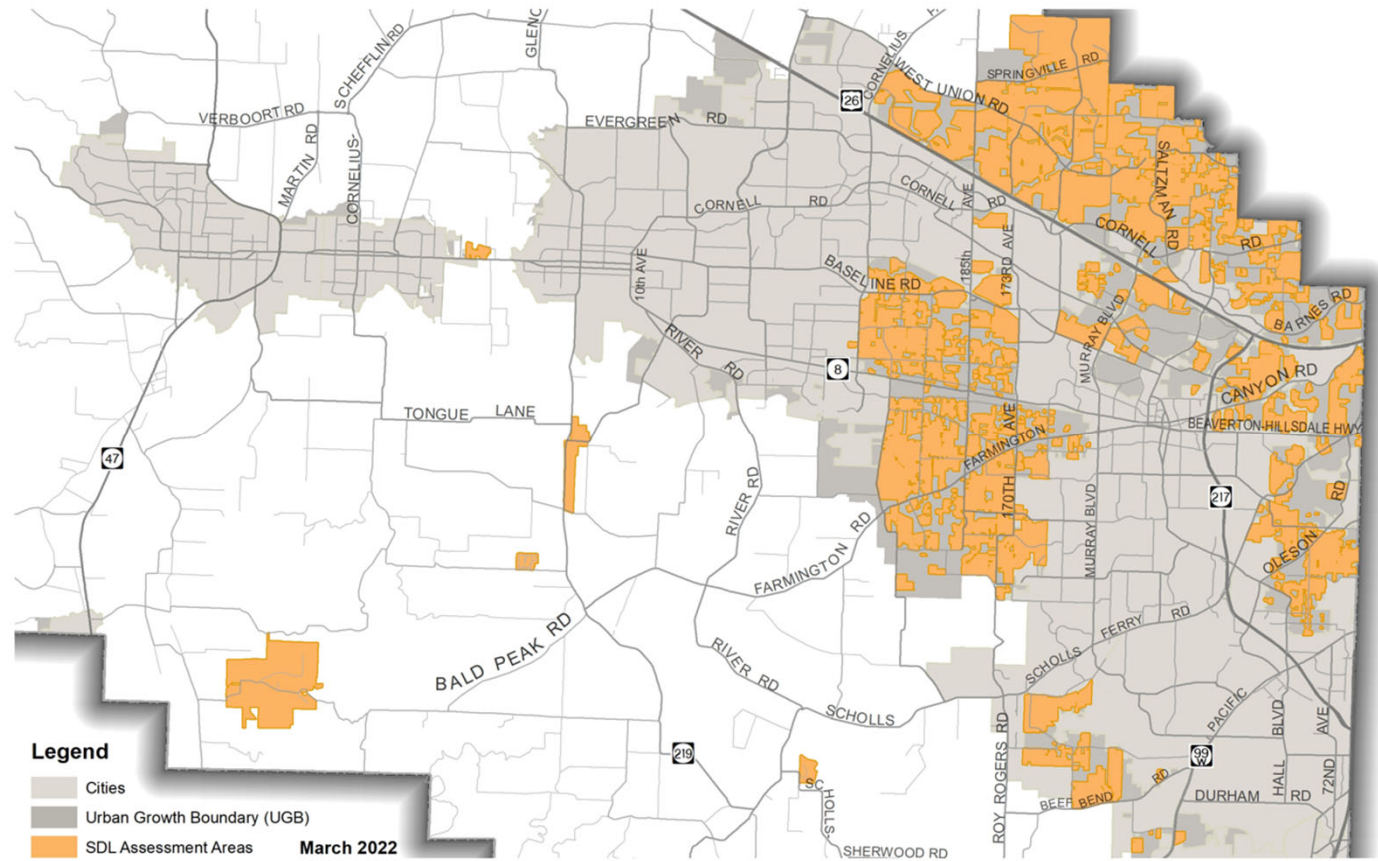 SCHEFFLIN RD
GLENC
CORNELIUS
WEST UNION RD
SPRINGVILLE RD
26
VERBOORT RD
EVERGREEN RD
MARTIN RD
CORNELIUS-
SALTZMAN RD
CORNELL RD
CORNELL RD
AVE
185th
173RD AVE
CORNELL RD
10th AVE
BASELINE RD
MURRAY BLVD
BARNES RD
RIVER RD
8
CANYON RD
TONGUE LANE
170TH AVE
FARMINGTON
BEAVERTON-HILLSDALE HWY
47
RIVER RD
MURRAY BLVD
217
OLESON RD
FARMINGTON RD
BALD PEAK RD
RIVER RD
SCHOLLS FERRY RD
SCHOLLS
PACIFIC
ROY ROGERS RD
HALL BLVD
72ND AVE
219
99
W
SC
HOLLS-
BEEF BEND RD
DURHAM RD
SHERWOOD RD
Legend
Cities
Urban Growth Boundary (UGB)
SDL Assessment Areas
March 2022